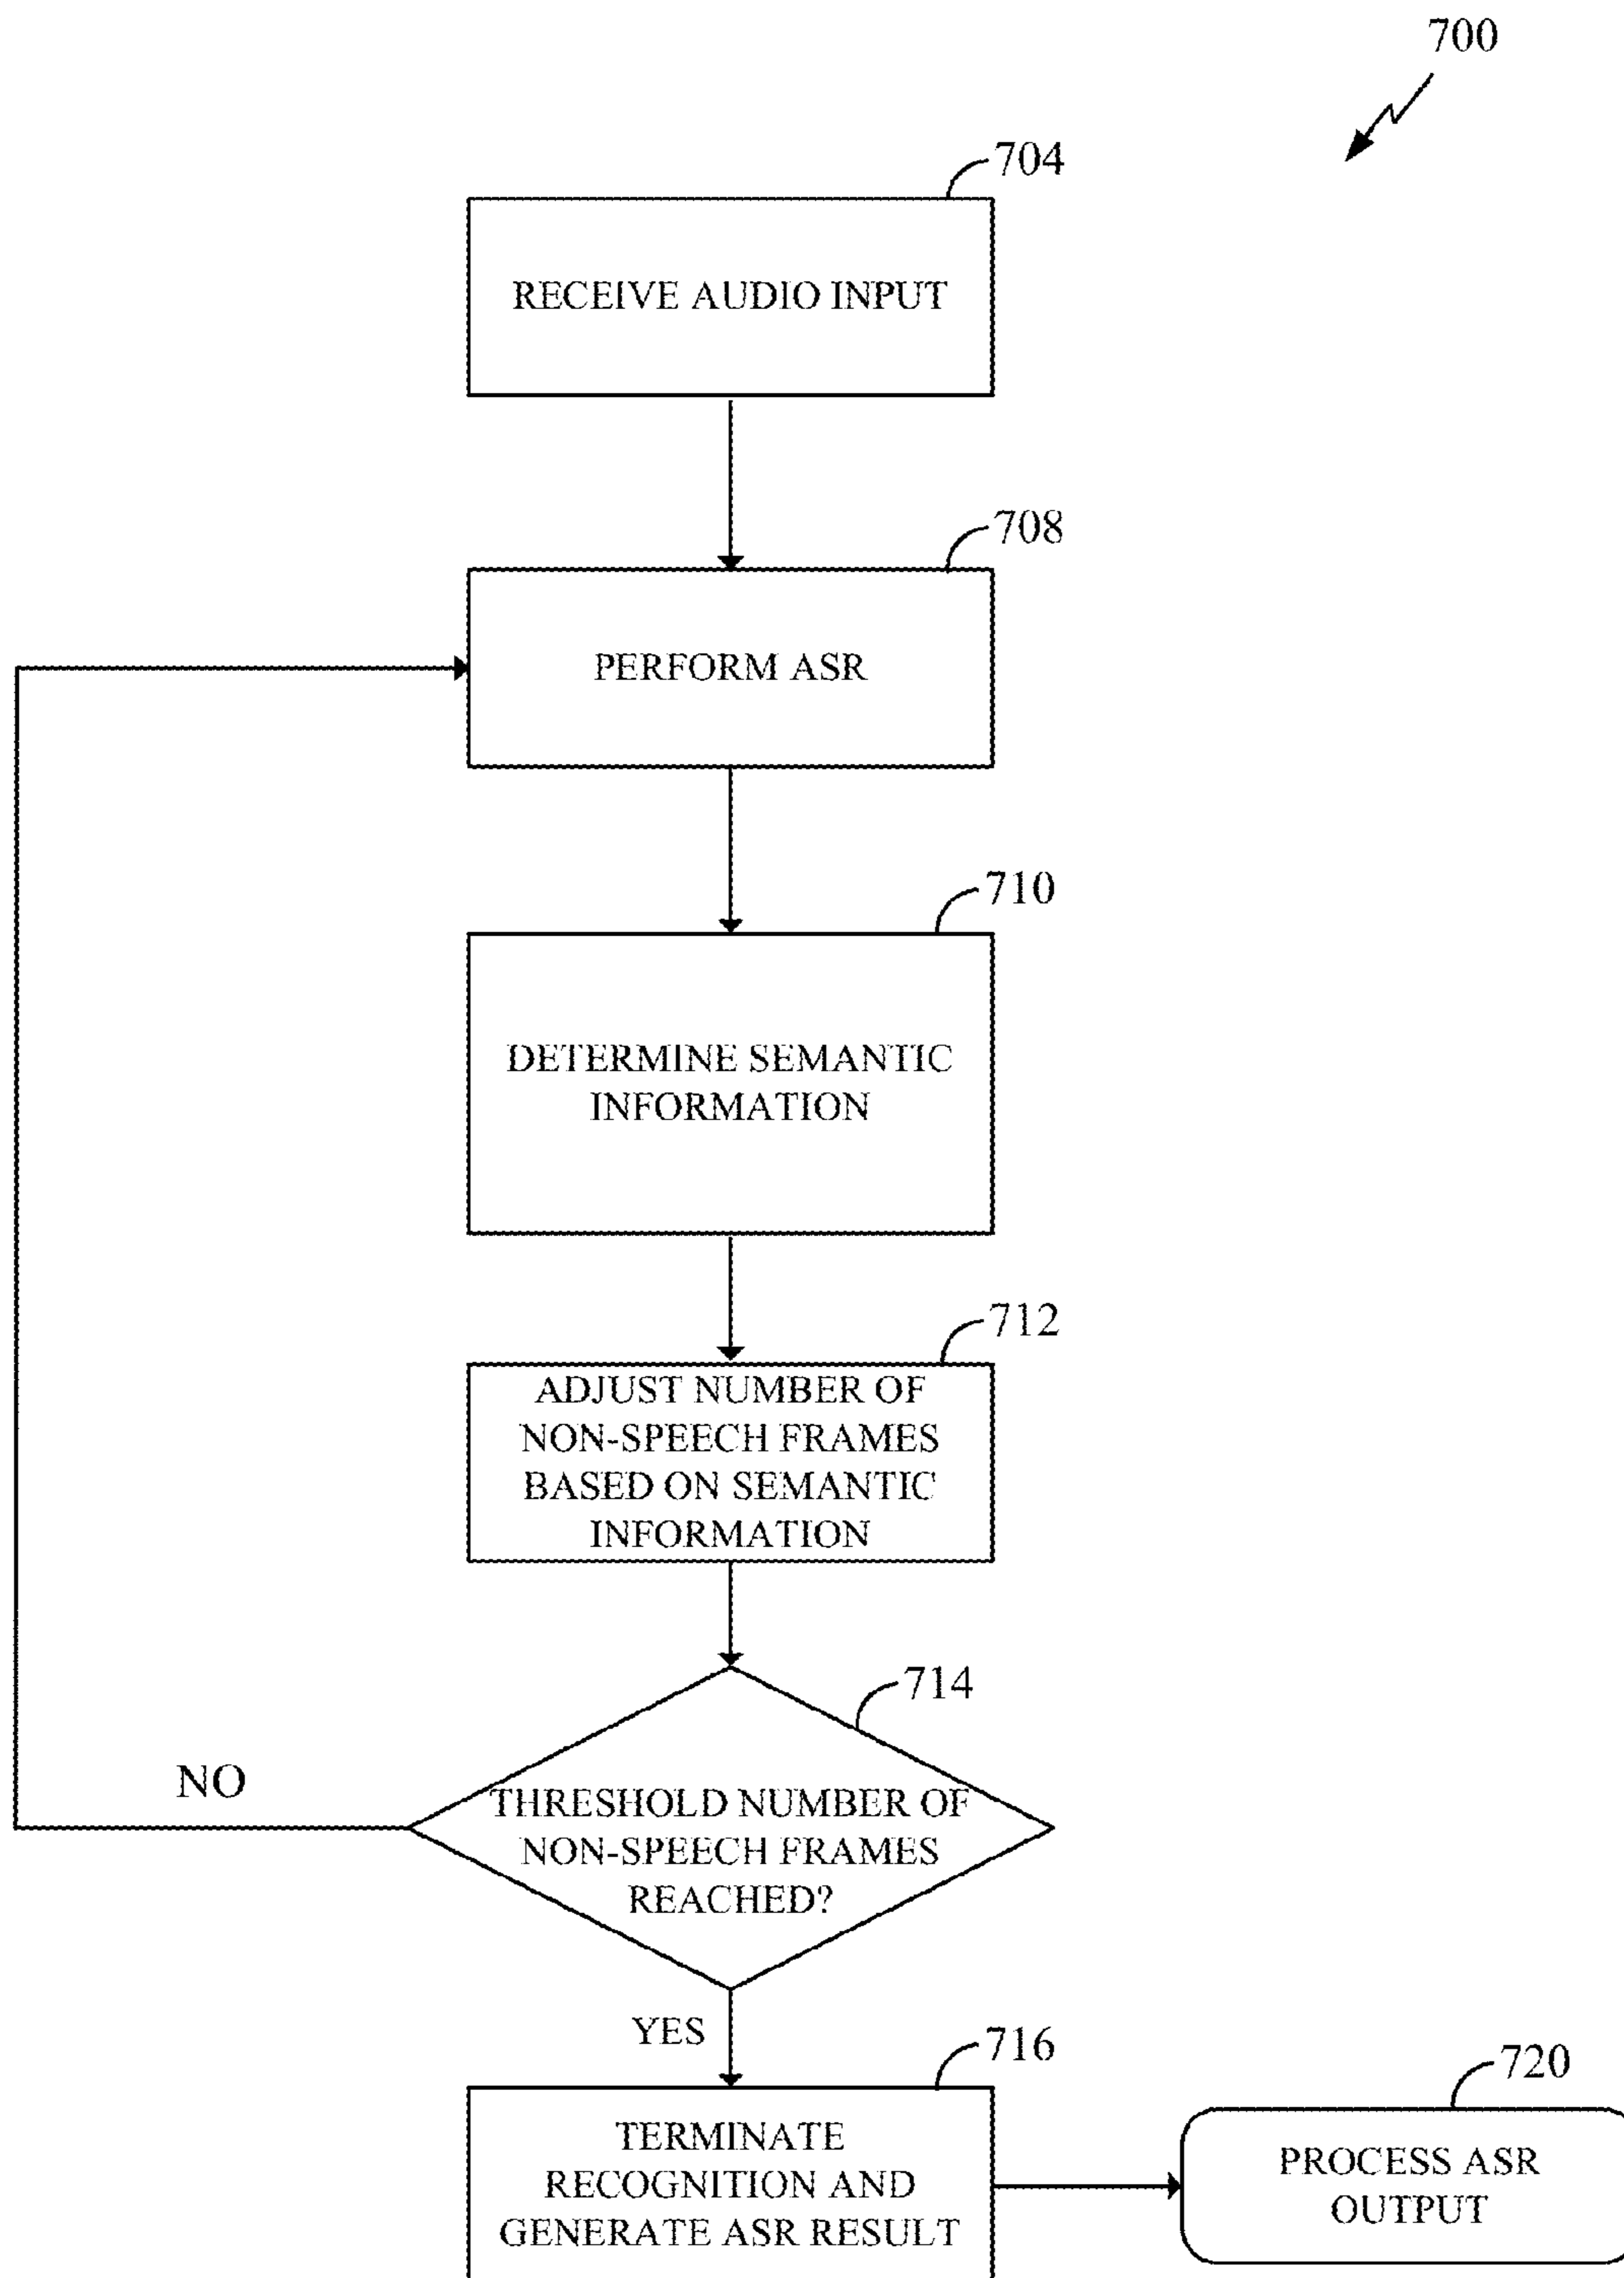 700
704
RECEIVE AUDIO INPUT
708
PERFORM ASR
710
DETERMINE SEMANTIC
INFORMATION
712
ADJUST NUMBER OF
NON-SPEECH FRAMES
BASED ON SEMANTIC
INFORMATION
714
THRESHOLD NUMBER OF
NON-SPEECH FRAMES
REACHED?
NO
YES
716
TERMINATE
RECOGNITION AND
GENERATE ASR RESULT
720
PROCESS ASR
OUTPUT